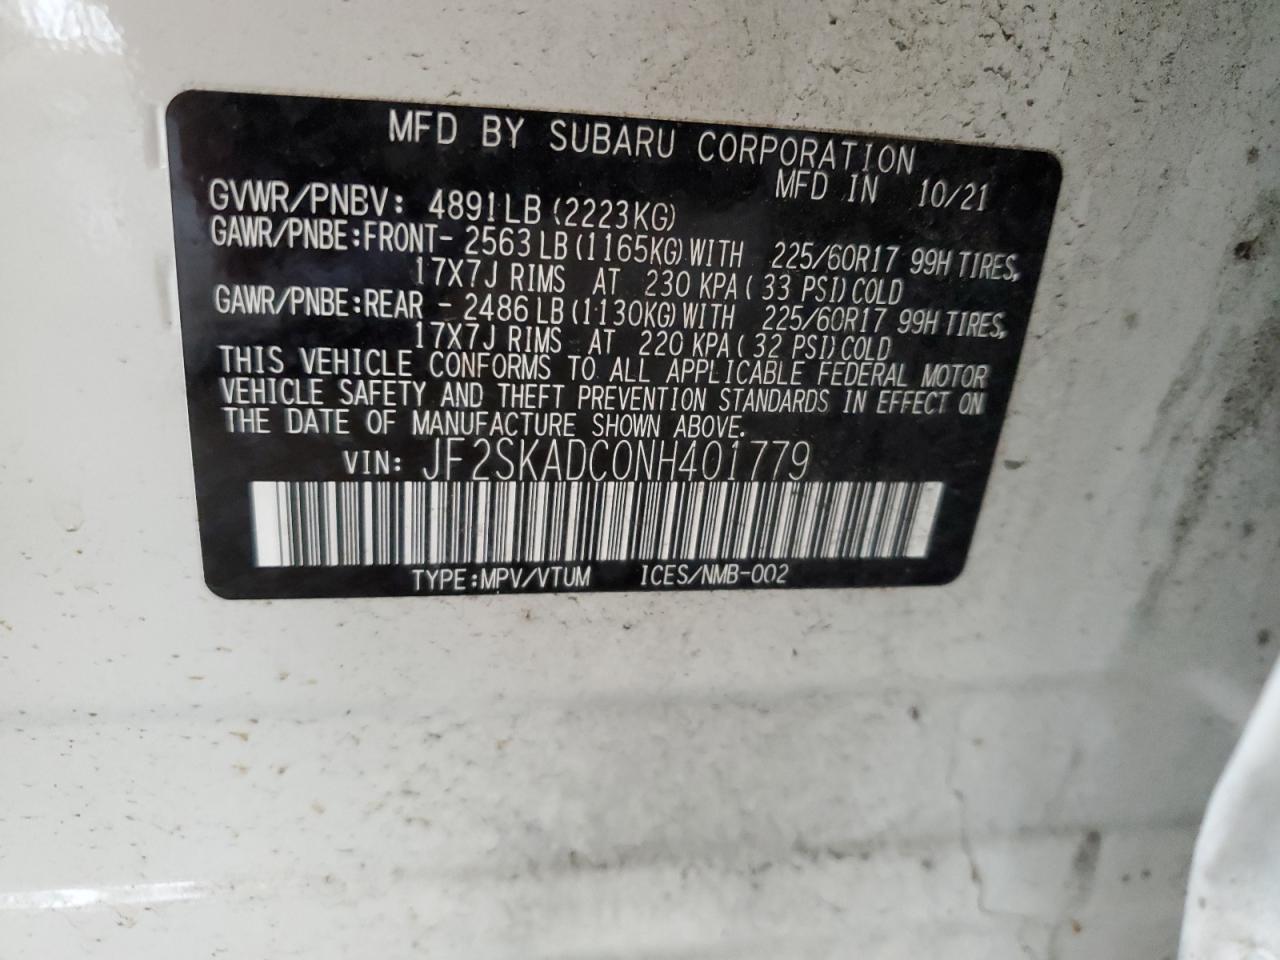 MFD BY SUBARU CORPORATION
MFD IN 10/21
GVWR/PNBV: 4891LB (2223KG)
GAWR/PNBE:FRONT- 2563 LB (1165KG) WITH 225/60R17 99H TIRES,
17X7J RIMS AT 230 KPA ( 33 PSI) COLD
GAWR/PNBE:REAR - 2486 LB (1130KG) WITH 225/60R17 99H TIRES,
17X7J RIMS AT 220 KPA ( 32 PSI) COLD
THIS VEHICLE CONFORMS TO ALL APPLICABLE FEDERAL MOTOR
VEHICLE SAFETY AND THEFT PREVENTION STANDARDS IN EFFECT ON
THE DATE OF MANUFACTURE SHOWN ABOVE.
VIN: JF2SKADC0NH401779
TYPE:MPV/VTUM ICES/NMB-002